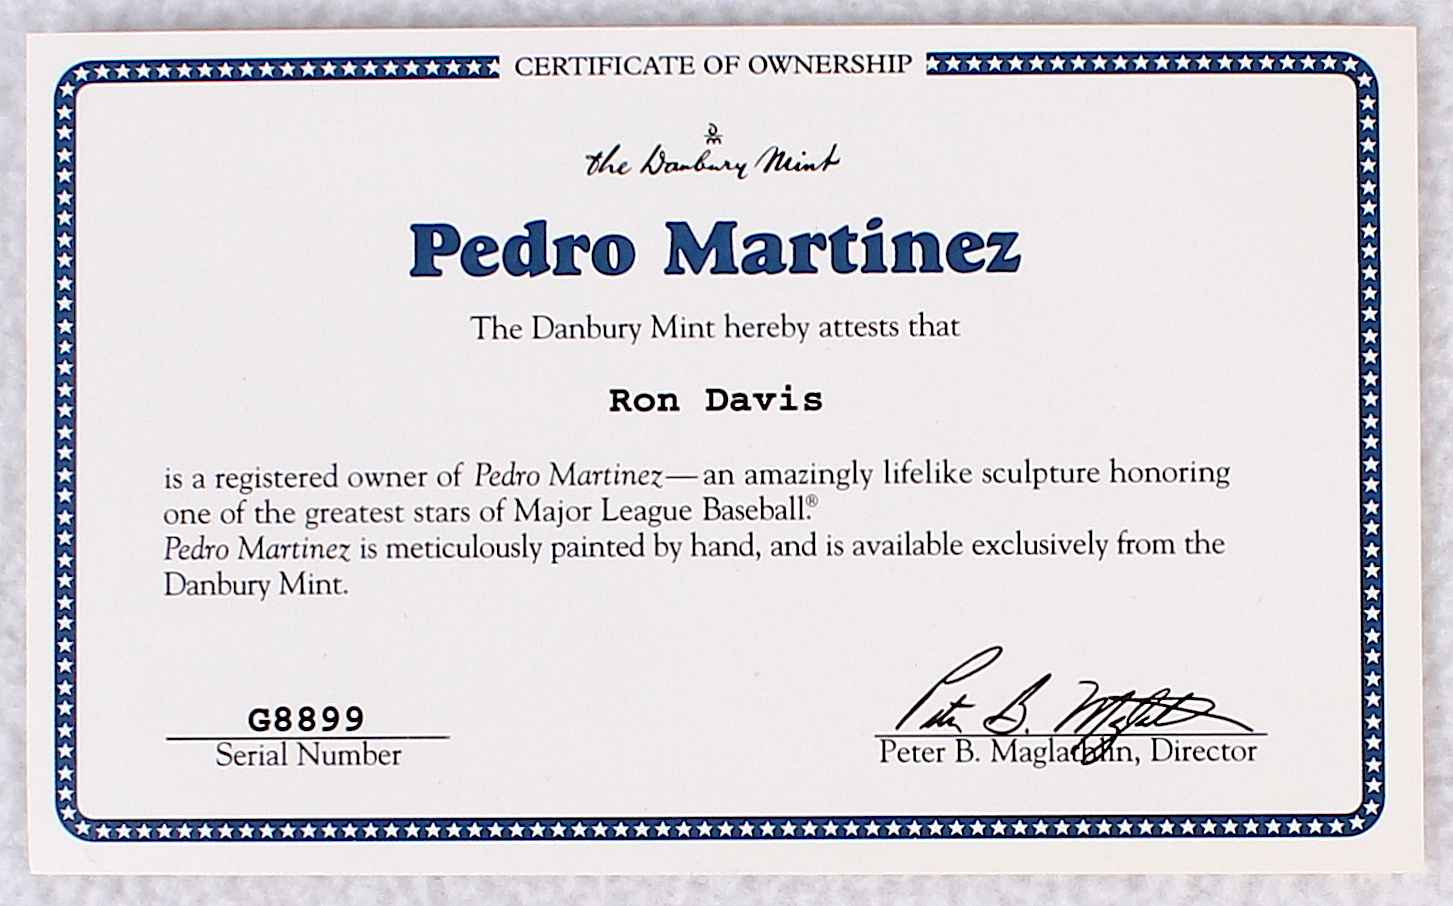 CERTIFICATE OF OWNERSHIP
the Danbury Mint
Pedro Martinez
The Danbury Mint hereby attests that
Ron Davis
is a registered owner of Pedro Martinez—an amazingly lifelike sculpture honoring
one of the greatest stars of Major League Baseball.®
Pedro Martinez is meticulously painted by hand, and is available exclusively from the
Danbury Mint.
G8899
Serial Number
Peter B. Maglathlin, Director